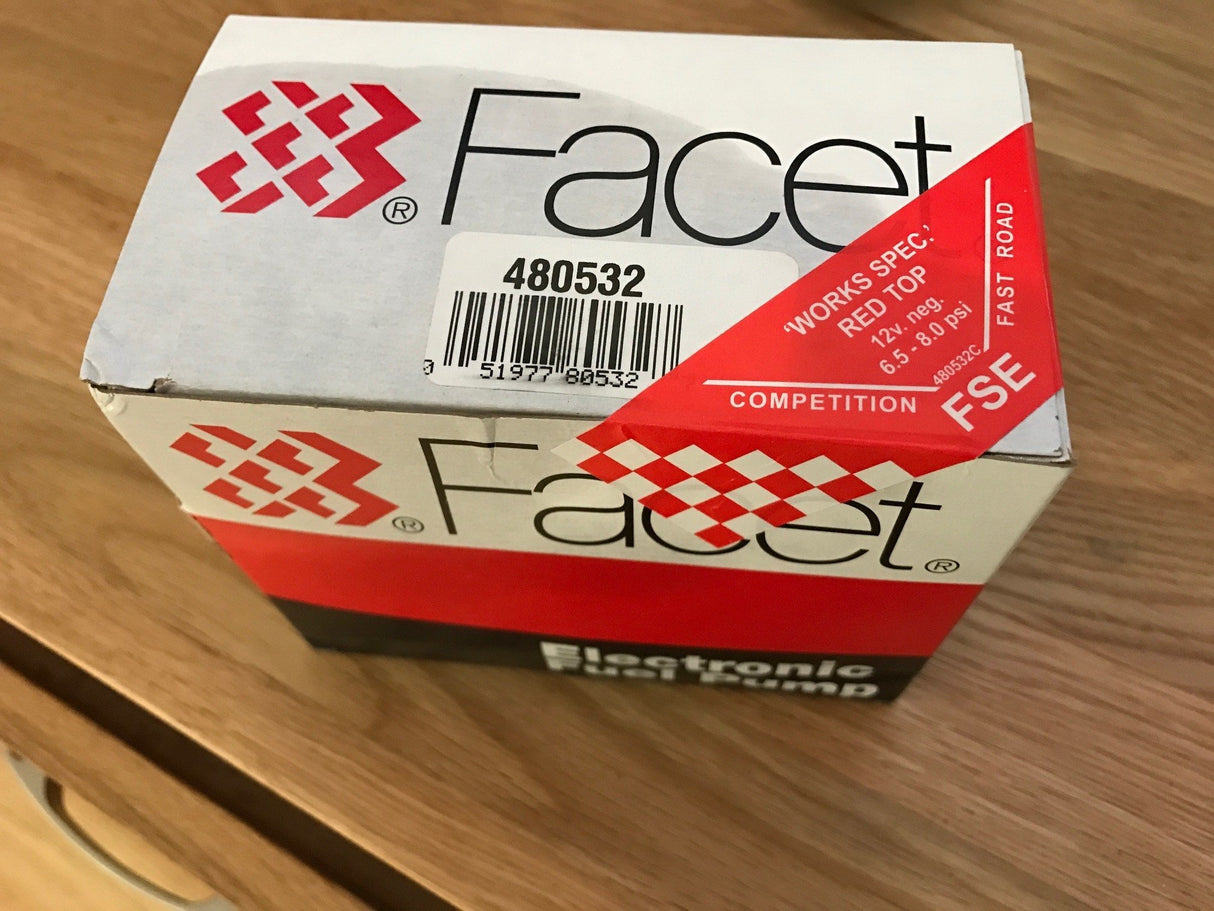 ® Facet
480532
0 51977 80532
'WORKS SPEC.'
RED TOP
12v. neg.
6.5 - 8.0 psi
480532C
FAST ROAD
COMPETITION
FSE
® Facet ®
Electronic
Fuel Pump